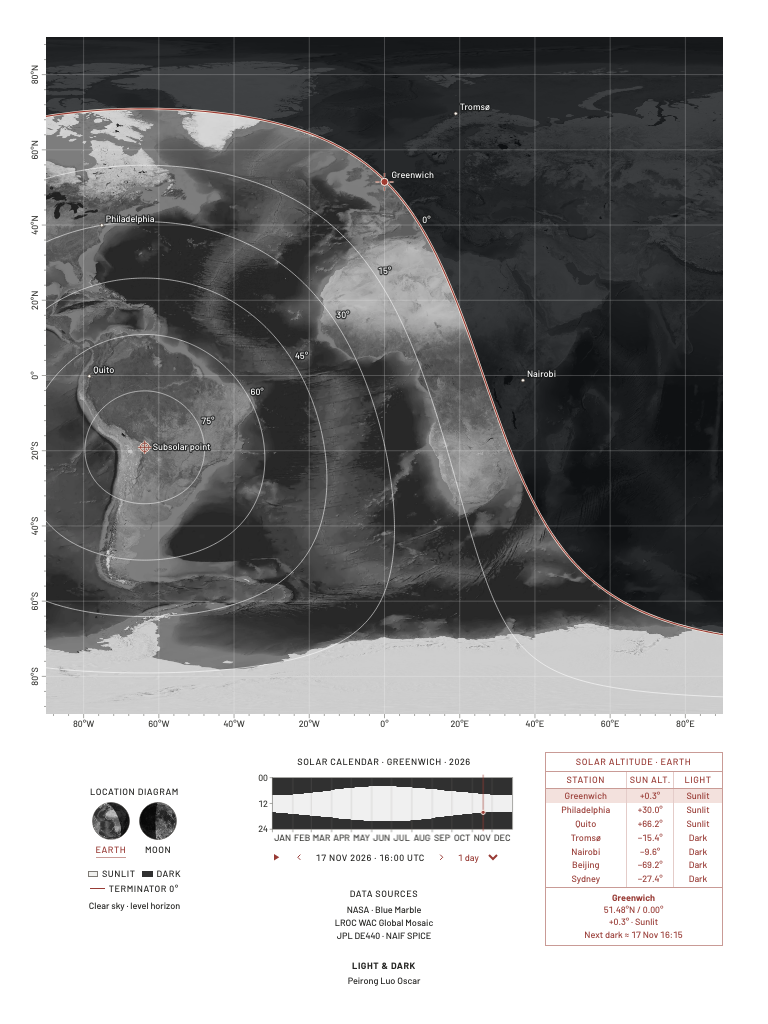 80°N
60°N
40°N
20°N
0°
20°S
40°S
60°S
80°S
Tromsø
Greenwich
0°
Philadelphia
15°
30°
45°
Quito
Nairobi
60°
75°
Subsolar point
80°W
60°W
40°W
20°W
0°
20°E
40°E
60°E
80°E
LOCATION DIAGRAM
EARTH
MOON
SUNLIT
DARK
TERMINATOR 0°
Clear sky · level horizon
SOLAR CALENDAR · GREENWICH · 2026
00
12
24
JAN FEB MAR APR MAY JUN JUL AUG SEP OCT NOV DEC
17 NOV 2026 · 16:00 UTC
1 day
DATA SOURCES
NASA · Blue Marble
LROC WAC Global Mosaic
JPL DE440 · NAIF SPICE
LIGHT & DARK
Peirong Luo Oscar
SOLAR ALTITUDE · EARTH
STATION SUN ALT. LIGHT
Greenwich +0.3° Sunlit
Philadelphia +30.0° Sunlit
Quito +66.2° Sunlit
Tromsø −15.4° Dark
Nairobi −9.6° Dark
Beijing −69.2° Dark
Sydney −27.4° Dark
Greenwich
51.48°N / 0.00°
+0.3° · Sunlit
Next dark ≈ 17 Nov 16:15